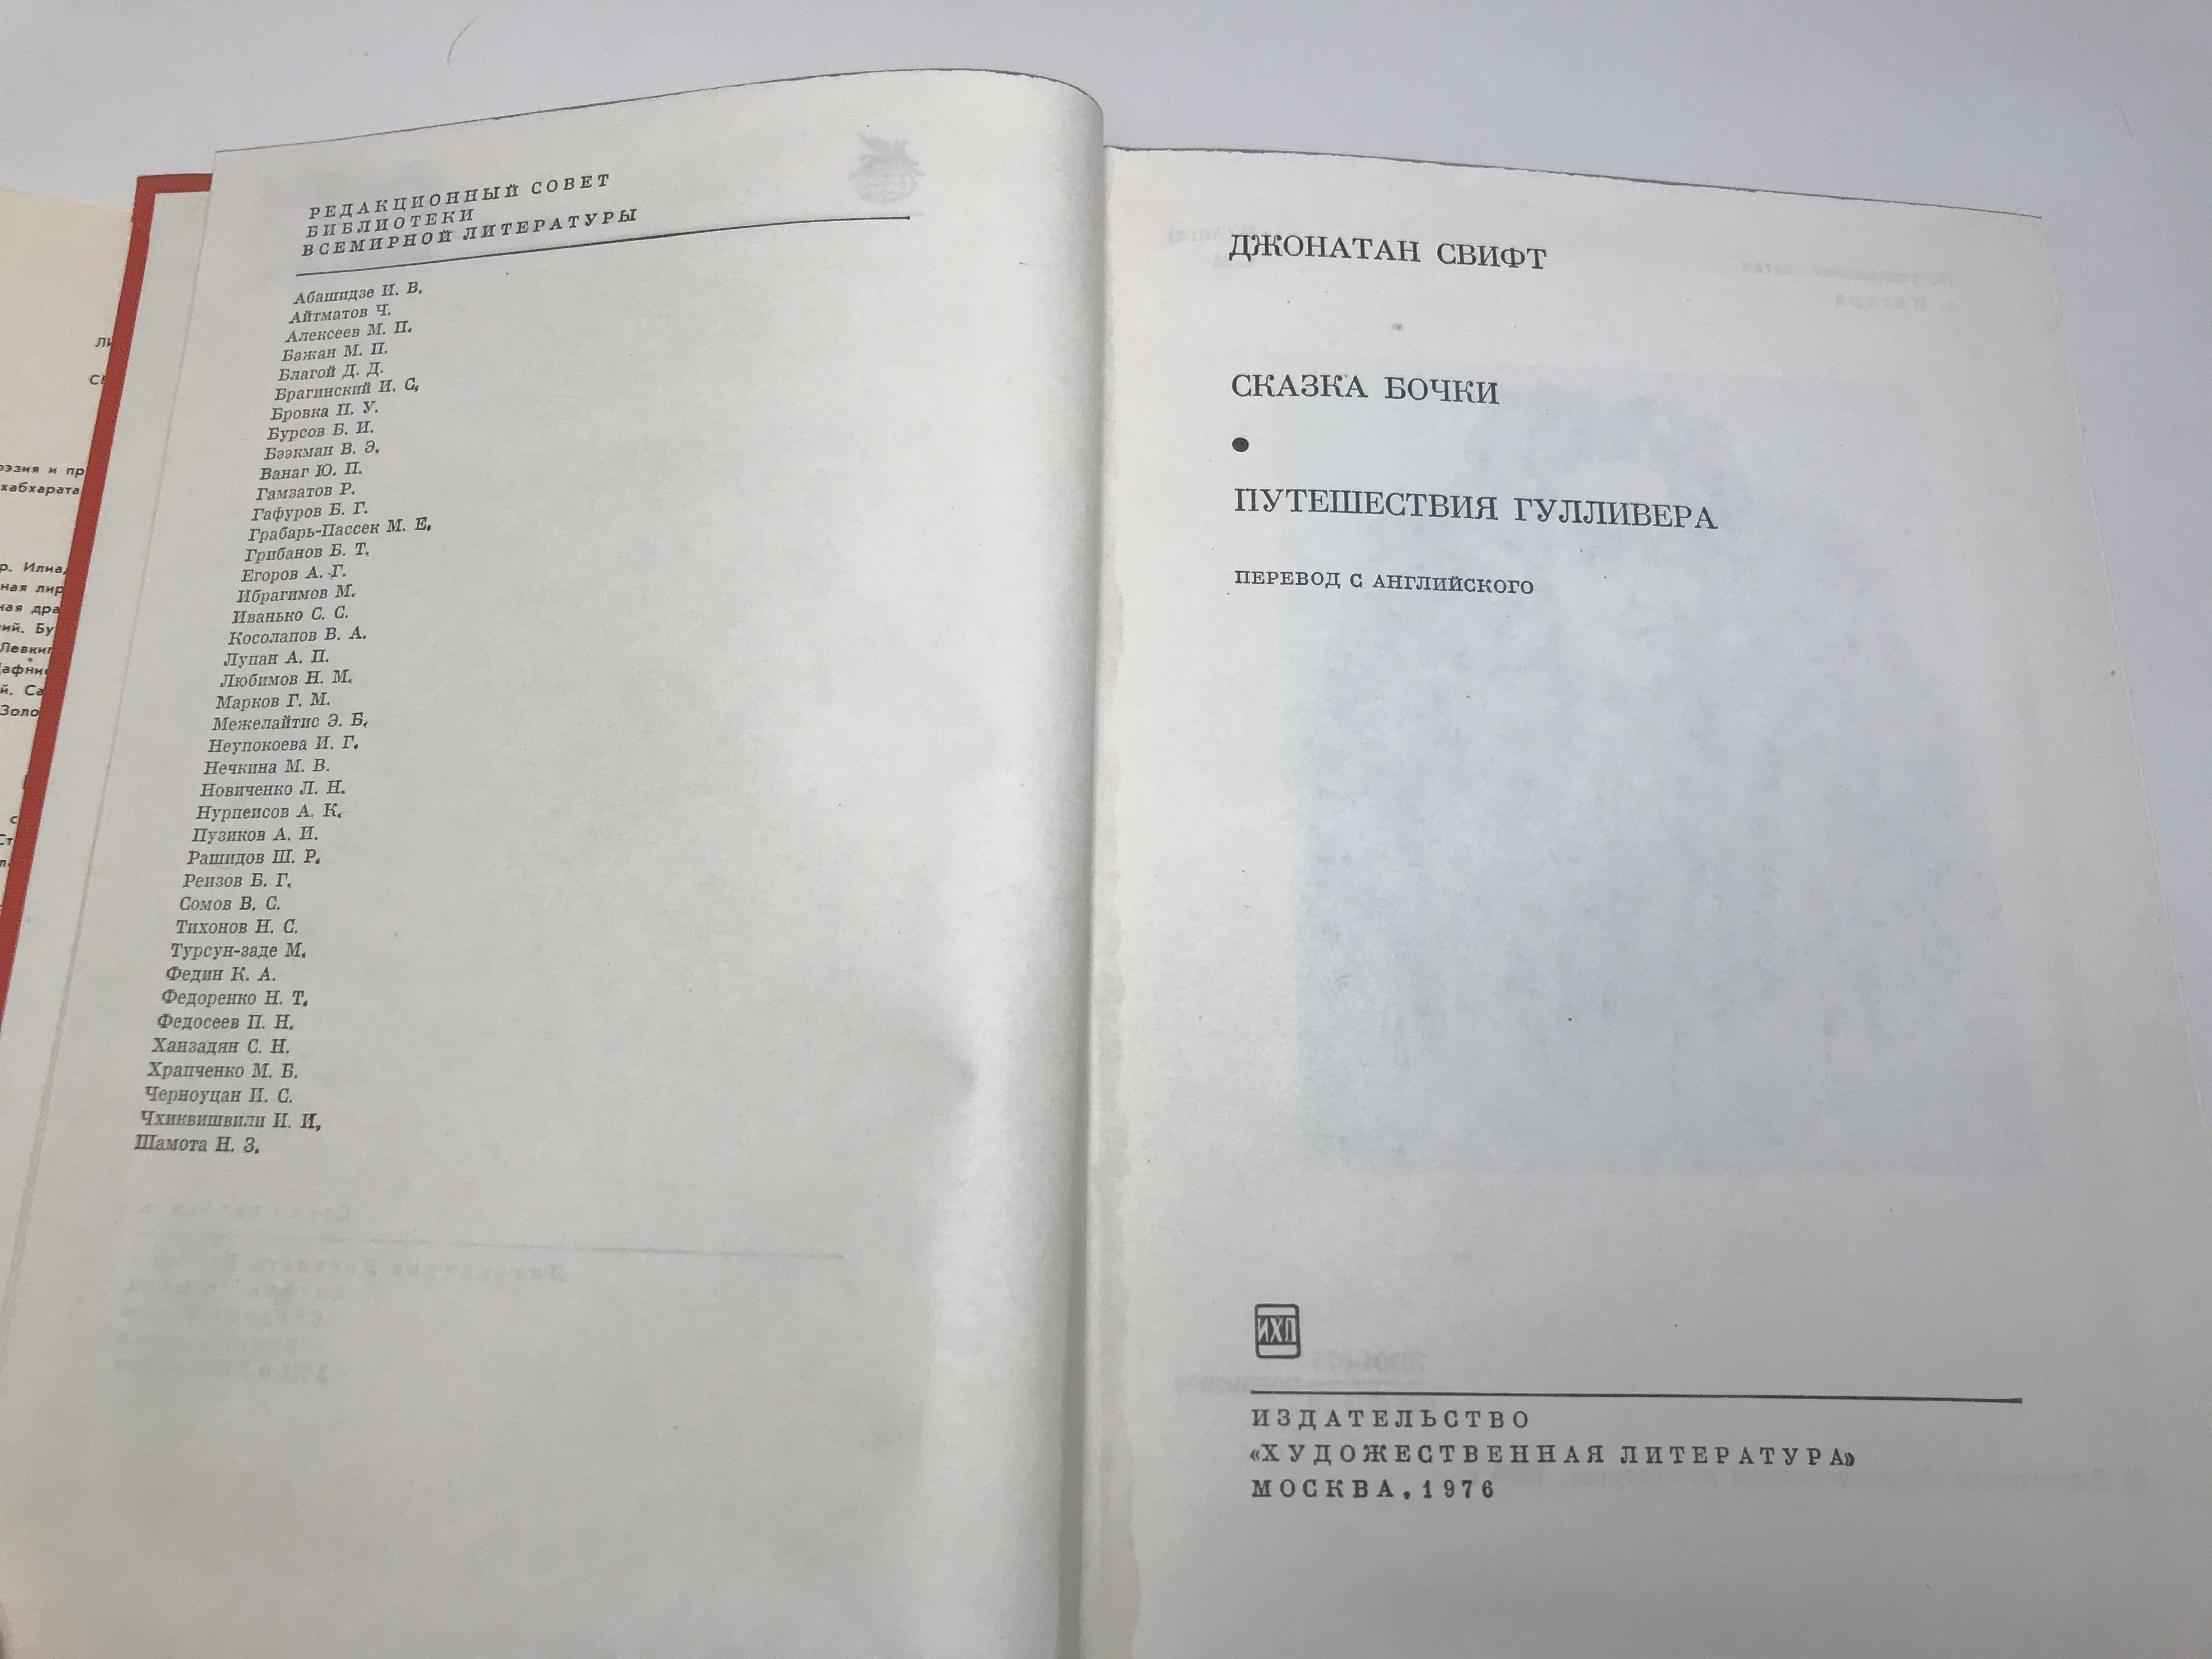 РЕДАКЦИОННЫЙ СОВЕТ
БИБЛИОТЕКИ
ВСЕМИРНОЙ ЛИТЕРАТУРЫ
Абашидзе И. В.
Айтматов Ч.
Алексеев М. П.
Бажан М. П.
Благой Д. Д.
Брагинский И. С.
Бровка П. У.
Бурсов Б. И.
Бээкман В. Э.
Ванаг Ю. П.
Гамзатов Р.
Гафуров Б. Г.
Грабарь-Пассек М. Е.
Грибанов Б. Т.
Егоров А. Г.
Ибрагимов М.
Иванько С. С.
Косолапов В. А.
Лупан А. П.
Любимов Н. М.
Марков Г. М.
Межелайтис Э. Б.
Неупокоева И. Г.
Нечкина М. В.
Новиченко Л. Н.
Нурпеисов А. К.
Пузиков А. И.
Рашидов Ш. Р.
Реизов Б. Г.
Сомов В. С.
Тихонов Н. С.
Турсун-заде М.
Федин К. А.
Федоренко Н. Т.
Федосеев П. Н.
Ханзадян С. Н.
Храпченко М. Б.
Черноуцан И. С.
Чхиквишвили И. И.
Шамота Н. З.
ДЖОНАТАН СВИФТ
СКАЗКА БОЧКИ
●
ПУТЕШЕСТВИЯ ГУЛЛИВЕРА
ПЕРЕВОД С АНГЛИЙСКОГО
ИХЛ
ИЗДАТЕЛЬСТВО
«ХУДОЖЕСТВЕННАЯ ЛИТЕРАТУРА»
МОСКВА, 1976